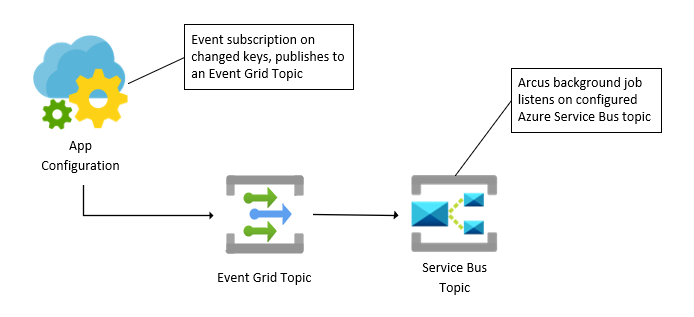 Event subscription on
changed keys, publishes to
an Event Grid Topic
Arcus background job
listens on configured
Azure Service Bus topic
App
Configuration
Event Grid Topic
Service Bus
Topic